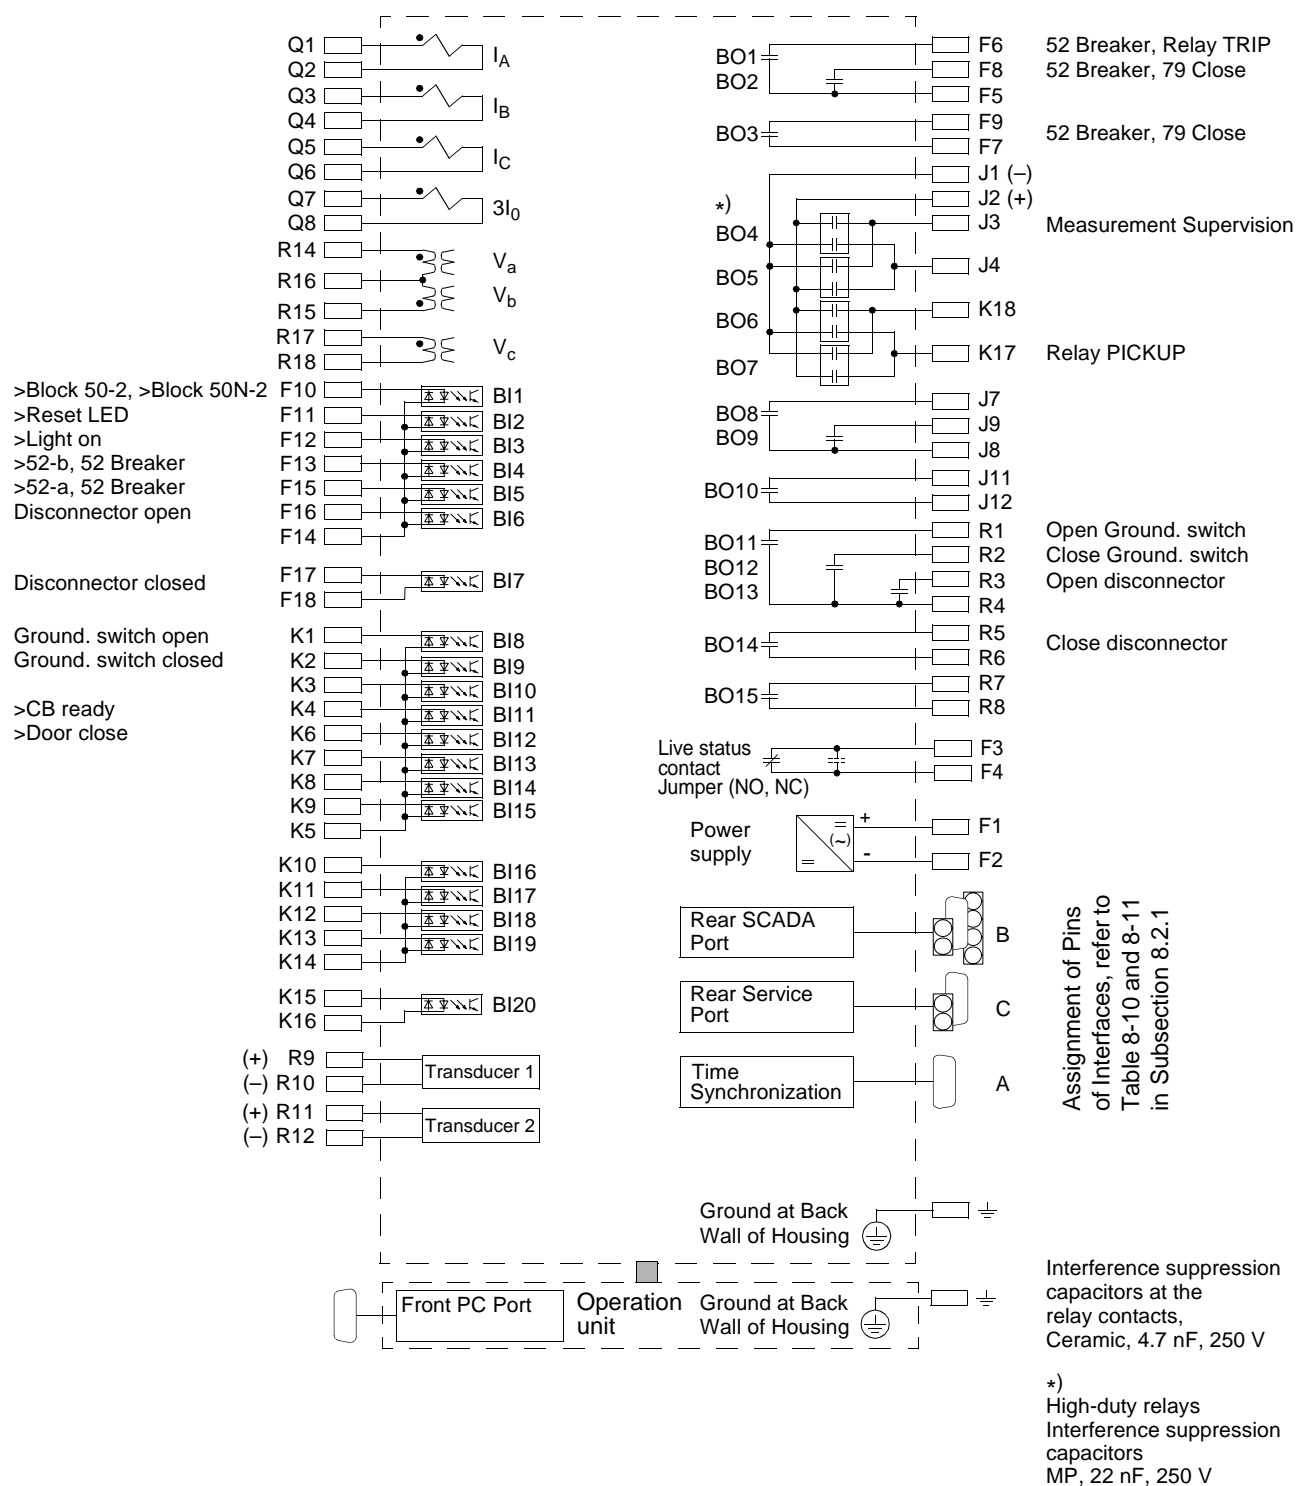 Q1
Q2
I_A
Q3
Q4
I_B
Q5
Q6
I_C
Q7
Q8
3I_0
R14
R16
R15
V_a
V_b
R17
R18
V_c
>Block 50-2, >Block 50N-2 F10 BI1
>Reset LED F11 BI2
>Light on F12 BI3
>52-b, 52 Breaker F13 BI4
>52-a, 52 Breaker F15 BI5
Disconnector open F16 BI6
F14
Disconnector closed F17 BI7
F18
Ground. switch open K1 BI8
Ground. switch closed K2 BI9
K3 BI10
>CB ready K4 BI11
>Door close K6 BI12
K7 BI13
K8 BI14
K9 BI15
K5
K10 BI16
K11 BI17
K12 BI18
K13 BI19
K14
K15 BI20
K16
(+) R9
(–) R10
Transducer 1
(+) R11
(–) R12
Transducer 2
BO1 F6 52 Breaker, Relay TRIP
BO2 F8 52 Breaker, 79 Close
F5
BO3 F9
52 Breaker, 79 Close
F7
J1 (–)
J2 (+)
*)
BO4 J3 Measurement Supervision
BO5 J4
BO6 K18
BO7 K17 Relay PICKUP
BO8 J7
BO9 J9
J8
BO10 J11
J12
BO11 R1 Open Ground. switch
BO12 R2 Close Ground. switch
BO13 R3 Open disconnector
R4
BO14 R5
Close disconnector
R6
BO15 R7
R8
Live status
contact
Jumper (NO, NC)
F3
F4
Power
supply
=
(~)
=
+
-
F1
F2
Rear SCADA
Port
B
Rear Service
Port
C
Time
Synchronization
A
Assignment of Pins
of Interfaces, refer to
Table 8-10 and 8-11
in Subsection 8.2.1
Ground at Back
Wall of Housing
Front PC Port
Operation
unit
Ground at Back
Wall of Housing
Interference suppression
capacitors at the
relay contacts,
Ceramic, 4.7 nF, 250 V
*)
High-duty relays
Interference suppression
capacitors
MP, 22 nF, 250 V